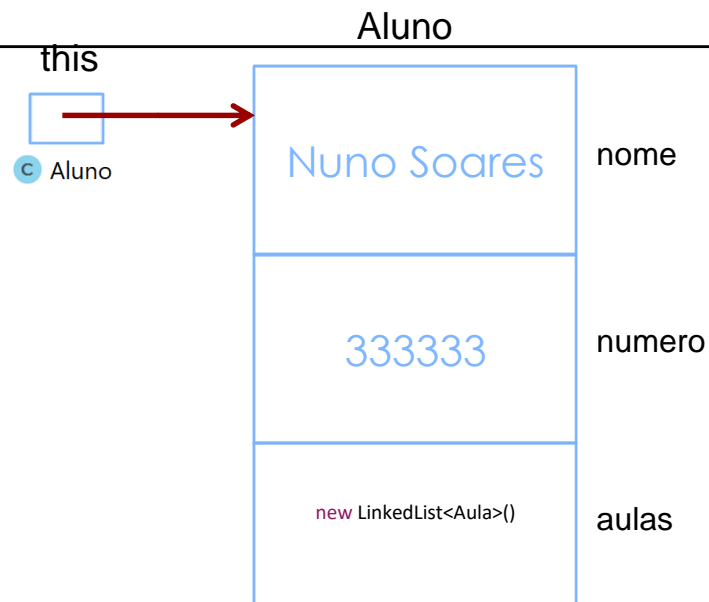 Aluno
this
C Aluno
Nuno Soares
nome
333333
numero
new LinkedList<Aula>()
aulas